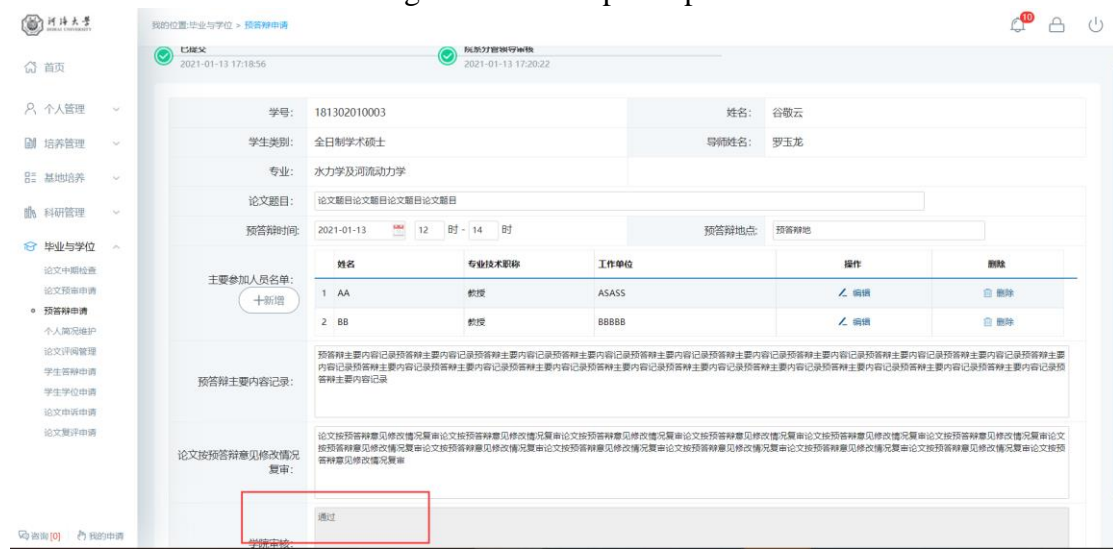 河海大学
HOHAI UNIVERSITY
我的位置:毕业与学位 > 预答辩申请
10
已提交
2021-01-13 17:18:56
院系分管领导审核
2021-01-13 17:20:22
首页
个人管理
培养管理
基地培养
科研管理
毕业与学位
论文中期检查
论文预审申请
预答辩申请
个人简况维护
论文评阅管理
学生答辩申请
学生学位申请
论文申诉申请
论文复评申请
咨询[0] 我的申请
学号: 181302010003 姓名: 谷敬云
学生类别: 全日制学术硕士 导师姓名: 罗玉龙
专业: 水力学及河流动力学
论文题目: 论文题目论文题目论文题目论文题目
预答辩时间: 2021-01-13 12 时 - 14 时 预答辩地点: 预答辩地
主要参加人员名单:
十新增
姓名 专业技术职称 工作单位 操作 删除
1 AA 教授 ASASS 编辑 删除
2 BB 教授 BBBBB 编辑 删除
预答辩主要内容记录:
预答辩主要内容记录预答辩主要内容记录预答辩主要内容记录预答辩主要内容记录预答辩主要内容记录预答辩主要内容记录预答辩主要内容记录预答辩主要内容记录预答辩主要
内容记录预答辩主要内容记录预答辩主要内容记录预答辩主要内容记录预答辩主要内容记录预答辩主要内容记录预答辩主要内容记录预答辩主要内容记录预答辩主要内容记录预
答辩主要内容记录
论文按预答辩意见修改情况
复审:
论文按预答辩意见修改情况复审论文按预答辩意见修改情况复审论文按预答辩意见修改情况复审论文按预答辩意见修改情况复审论文按预答辩意见修改情况复审论文
按预答辩意见修改情况复审论文按预答辩意见修改情况复审论文按预答辩意见修改情况复审论文按预答辩意见修改情况复审论文按预答辩意见修改情况复审论文按预
答辩意见修改情况复审
学院审核:
通过